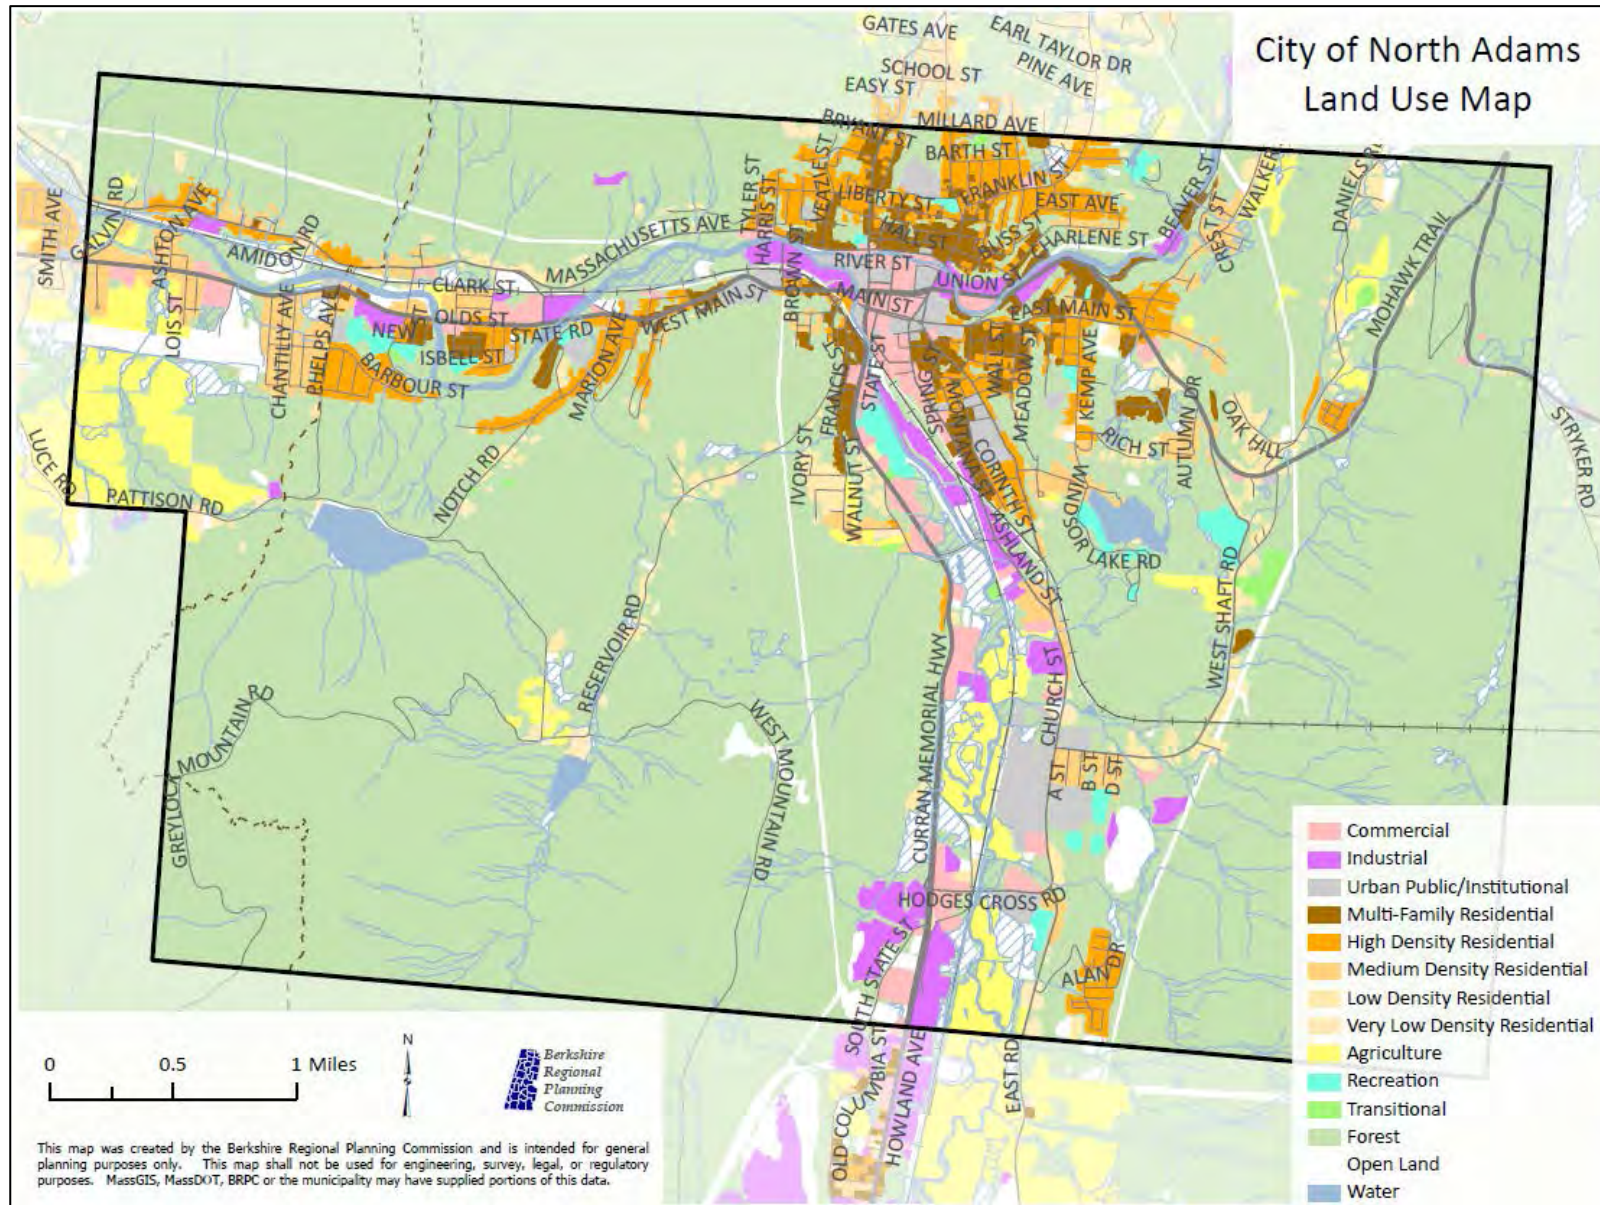 City of North Adams
Land Use Map
GATES AVE
EARL TAYLOR DR
PINE AVE
SCHOOL ST
EASY ST
BRYANT ST
MILLARD AVE
BARTH ST
VEAZIE ST
TYLER ST
HARRIS ST
LIBERTY ST
FRANKLIN ST
EAST AVE
BEAVER ST
WALKER
DANIELS RD
SMITH AVE
GALVIN RD
ASHTON AVE
AMIDON RD
MASSACHUSETTS AVE
HALL ST
BLISS ST
CHARLENE ST
CREST ST
MOHAWK TRAIL
CLARK ST
BROWN ST
RIVER ST
UNION ST
MAIN ST
EAST MAIN ST
LOIS ST
CHANTILLY AVE
PHELPS AVE
NEW
OLDS ST
STATE RD
WEST MAIN ST
ISBELL ST
BARBOUR ST
MARION AVE
FRANCIS ST
STATE ST
SPRING ST
WALL ST
MEADOW ST
KEMP AVE
RICH ST
AUTUMN DR
OAK HILL
STRYKER RD
LUCE RD
PATTISON RD
NOTCH RD
IVORY ST
WALNUT ST
CORINTH ST
WINDSOR LAKE RD
ASHLAND ST
RESERVOIR RD
WEST SHAFT RD
GREYLOCK MOUNTAIN RD
WEST MOUNTAIN RD
CURRAN MEMORIAL HWY
CHURCH ST
A ST
B ST
D ST
HODGES CROSS RD
SOUTH STATE ST
ALAN DR
OLD COLUMBIA ST
HOWLAND AVE
EAST RD
Commercial
Industrial
Urban Public/Institutional
Multi-Family Residential
High Density Residential
Medium Density Residential
Low Density Residential
Very Low Density Residential
Agriculture
Recreation
Transitional
Forest
Open Land
Water
0 0.5 1 Miles
N
Berkshire
Regional
Planning
Commission
This map was created by the Berkshire Regional Planning Commission and is intended for general
planning purposes only. This map shall not be used for engineering, survey, legal, or regulatory
purposes. MassGIS, MassDOT, BRPC or the municipality may have supplied portions of this data.